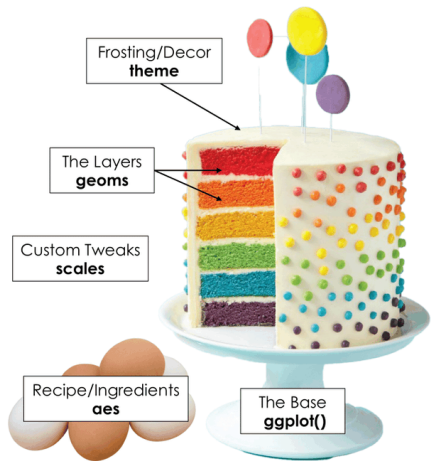 Frosting/Decor
theme
The Layers
geoms
Custom Tweaks
scales
Recipe/Ingredients
aes
The Base
ggplot()